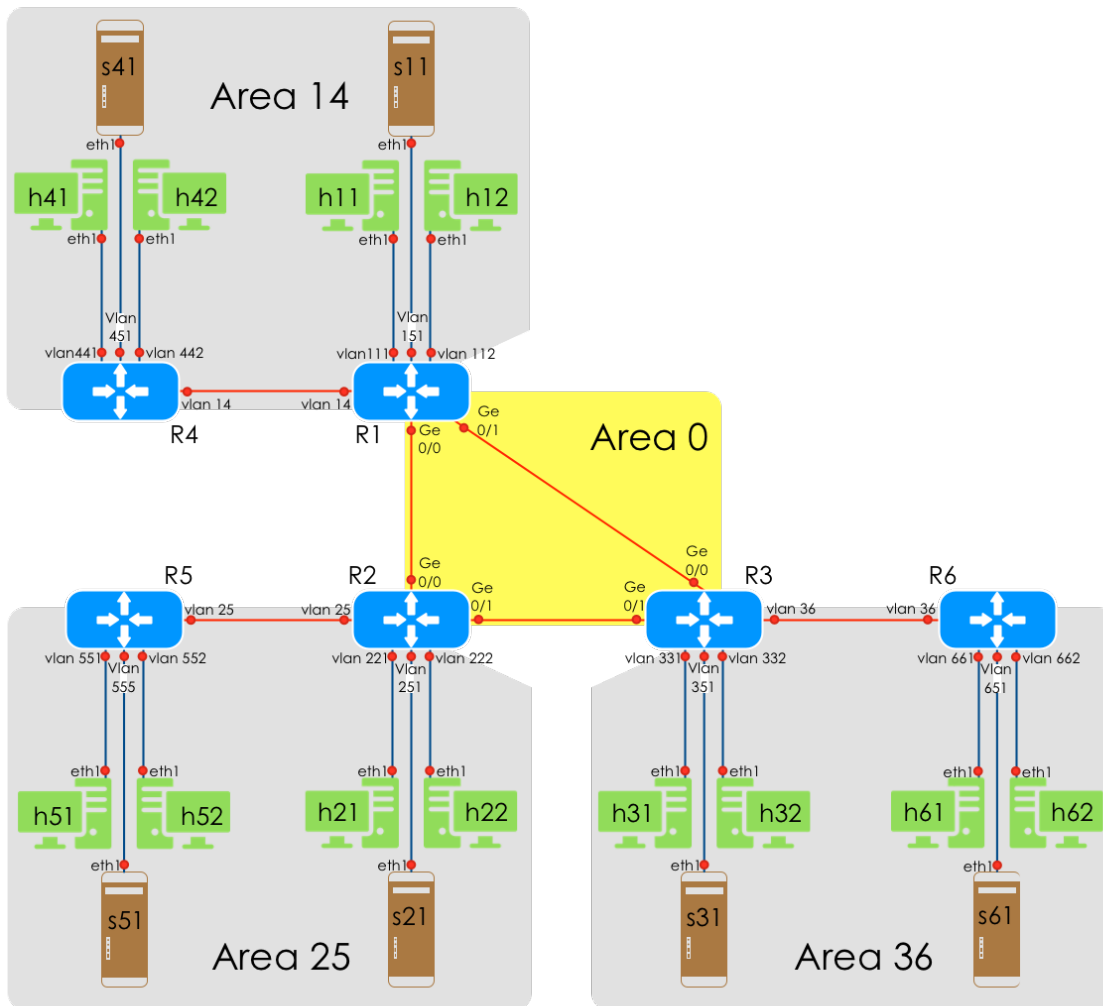 s41
s11
Area 14
eth1
eth1
h41
h42
h11
h12
eth1
eth1
eth1
eth1
Vlan
451
Vlan
151
vlan441
vlan 442
vlan111
vlan 112
vlan 14
vlan 14
R4
R1
Ge
0/0
Ge
0/1
Area 0
Ge
0/0
Ge
0/1
Ge
0/0
Ge
0/1
R5
R2
R3
R6
vlan 25
vlan 25
vlan 36
vlan 36
vlan 551
Vlan
555
vlan 552
vlan 221
Vlan
251
vlan 222
vlan 331
Vlan
351
vlan 332
vlan 661
Vlan
651
vlan 662
eth1
eth1
eth1
eth1
eth1
eth1
eth1
eth1
h51
h52
h21
h22
h31
h32
h61
h62
eth1
eth1
eth1
eth1
s51
s21
s31
s61
Area 25
Area 36